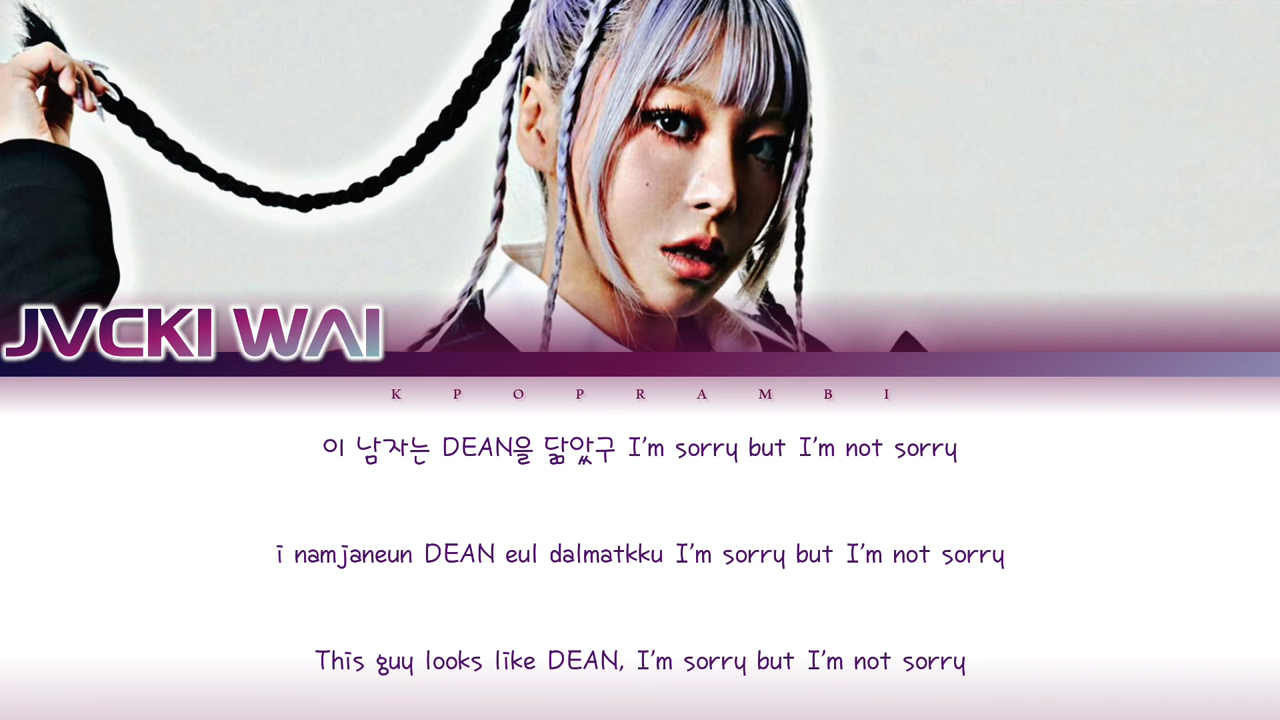 JVCKI WAI
KPOPRAMBI
이 남자는 DEAN을 닮았구 I'm sorry but I'm not sorry
i namjaneun DEAN eul dalmatkku I'm sorry but I'm not sorry
This guy looks like DEAN, I'm sorry but I'm not sorry